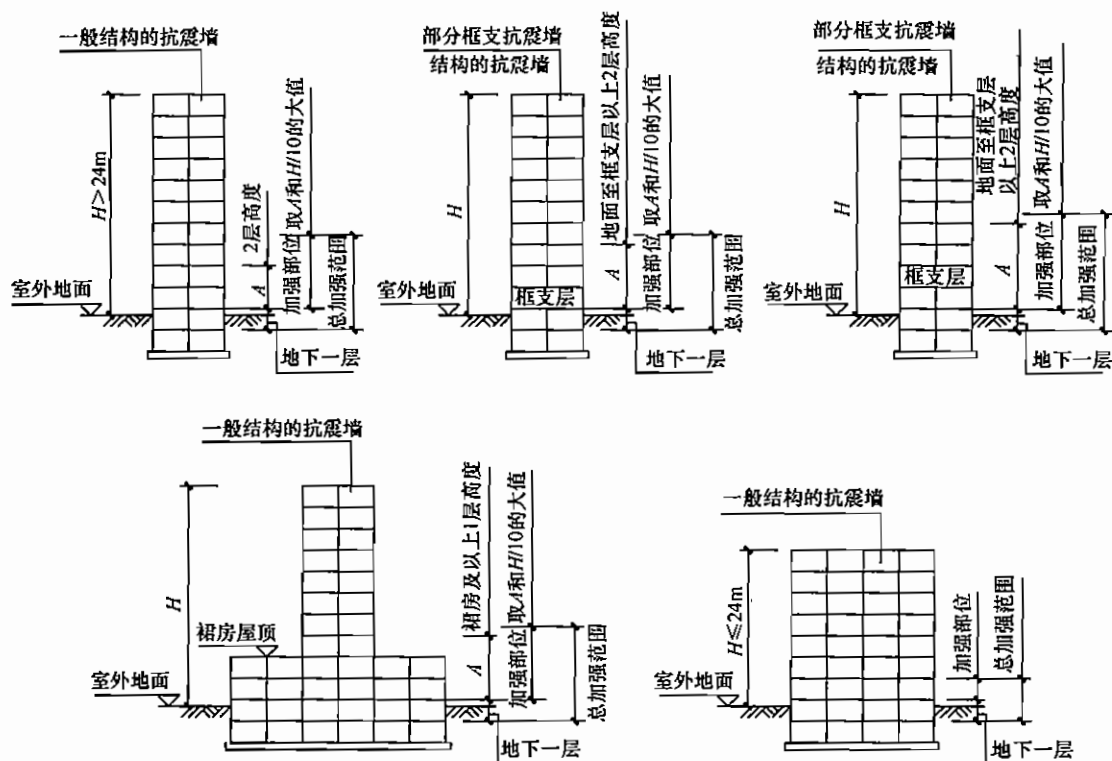 一般结构的抗震墙
H>24m
2层高度
A
加强部位
取A和H/10的大值
总加强范围
室外地面
地下一层
部分框支抗震墙
结构的抗震墙
H
框支层
地面至框支层以上2层高度
A
加强部位
取A和H/10的大值
总加强范围
室外地面
地下一层
部分框支抗震墙
结构的抗震墙
H
框支层
地面至框支层
以上2层高度
A
加强部位
取A和H/10的大值
总加强范围
室外地面
地下一层
一般结构的抗震墙
H
裙房屋顶
裙房及以上1层高度
A
加强部位
取A和H/10的大值
总加强范围
室外地面
地下一层
一般结构的抗震墙
H≤24m
加强部位
总加强范围
室外地面
地下一层